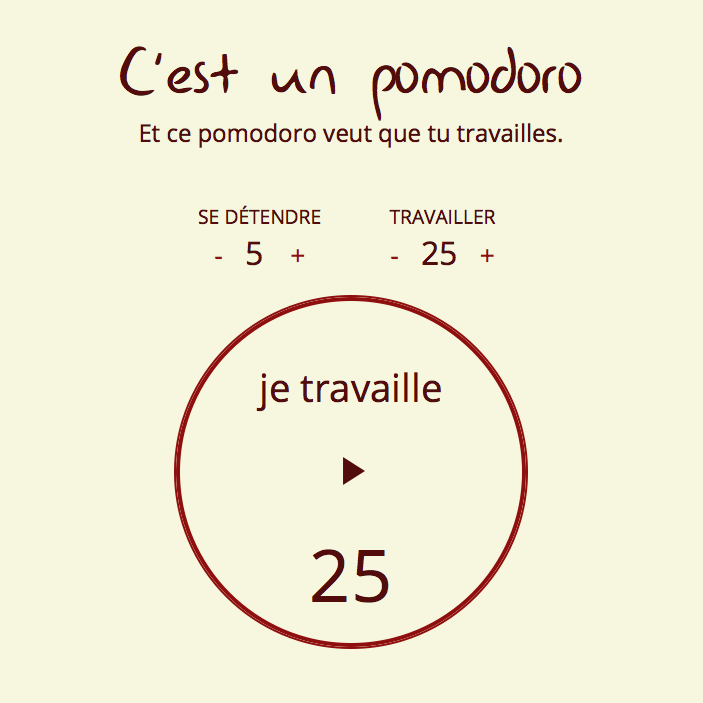 C'est un pomodoro
Et ce pomodoro veut que tu travailles.
SE DÉTENDRE TRAVAILLER
- 5 + - 25 +
je travaille
25